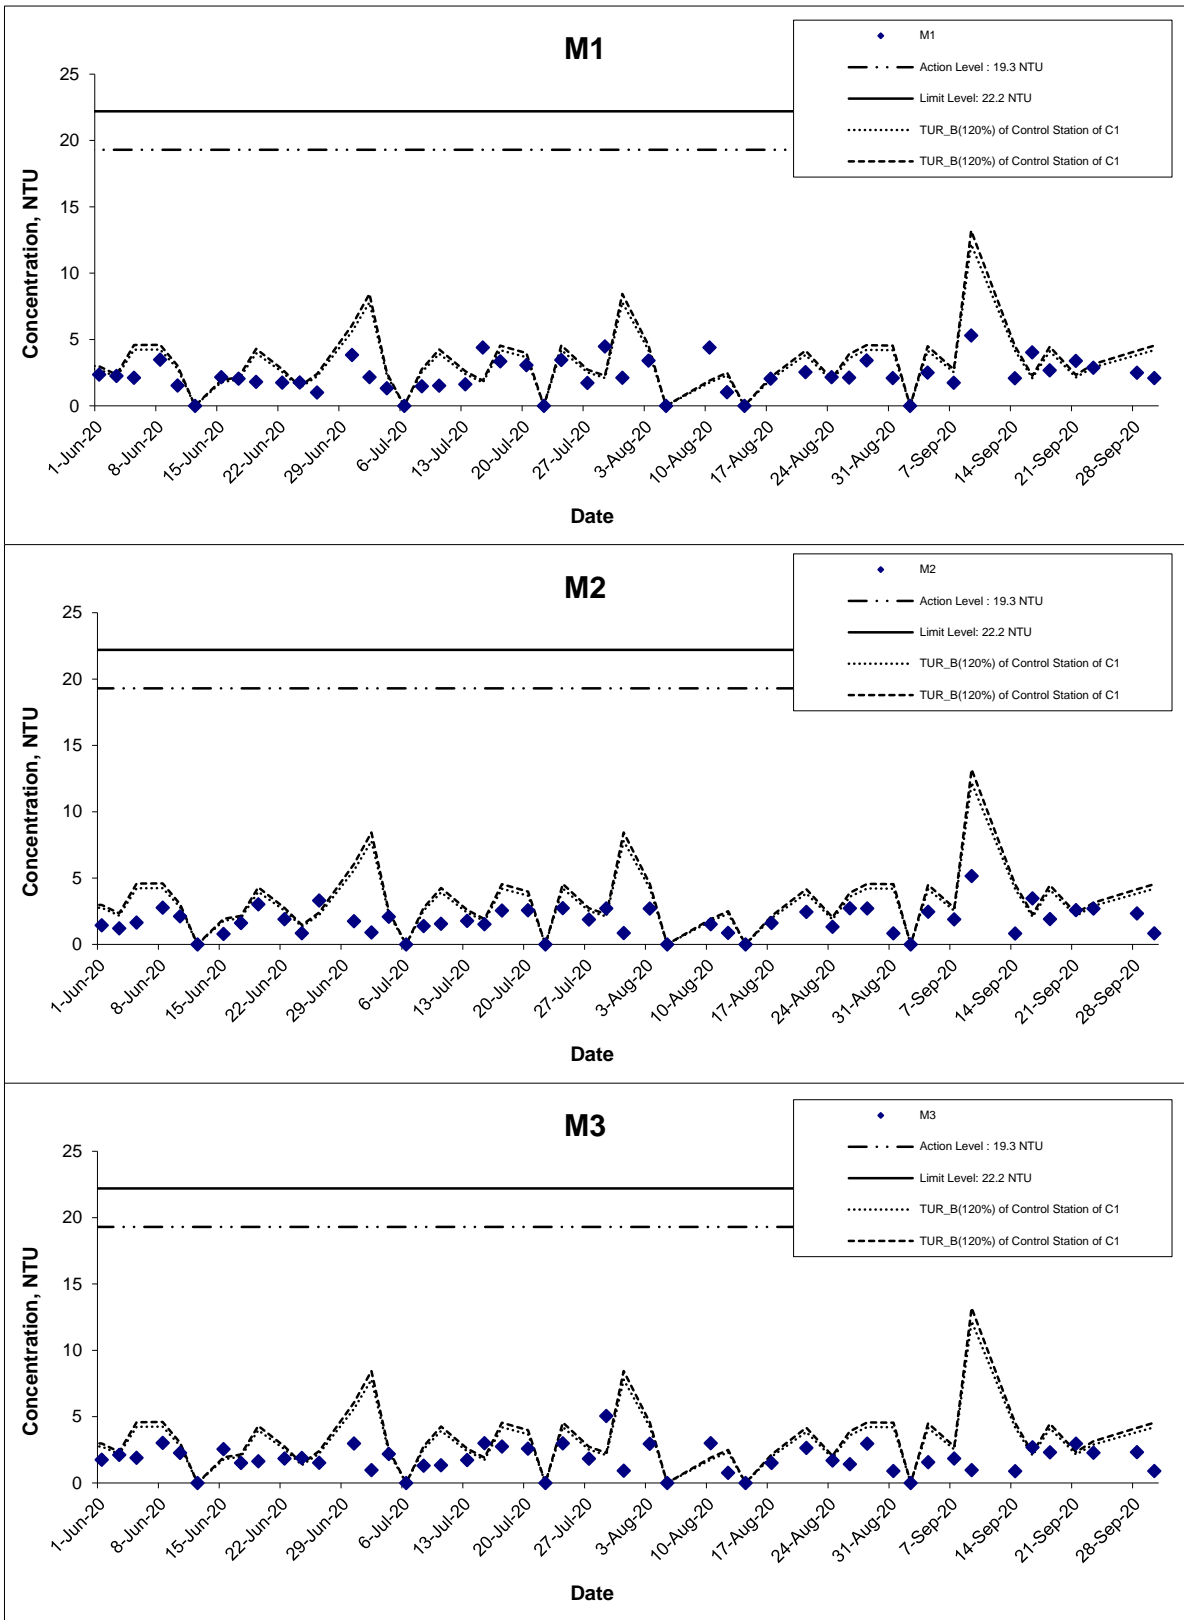 M1
M1
Action Level : 19.3 NTU
Limit Level: 22.2 NTU
TUR_B(120%) of Control Station of C1
TUR_B(120%) of Control Station of C1
Concentration, NTU
25
20
15
10
5
0
1-Jun-20
8-Jun-20
15-Jun-20
22-Jun-20
29-Jun-20
6-Jul-20
13-Jul-20
20-Jul-20
27-Jul-20
3-Aug-20
10-Aug-20
17-Aug-20
24-Aug-20
31-Aug-20
7-Sep-20
14-Sep-20
21-Sep-20
28-Sep-20
Date
M2
M2
Action Level : 19.3 NTU
Limit Level: 22.2 NTU
TUR_B(120%) of Control Station of C1
TUR_B(120%) of Control Station of C1
Concentration, NTU
25
20
15
10
5
0
1-Jun-20
8-Jun-20
15-Jun-20
22-Jun-20
29-Jun-20
6-Jul-20
13-Jul-20
20-Jul-20
27-Jul-20
3-Aug-20
10-Aug-20
17-Aug-20
24-Aug-20
31-Aug-20
7-Sep-20
14-Sep-20
21-Sep-20
28-Sep-20
Date
M3
M3
Action Level : 19.3 NTU
Limit Level: 22.2 NTU
TUR_B(120%) of Control Station of C1
TUR_B(120%) of Control Station of C1
Concentration, NTU
25
20
15
10
5
0
1-Jun-20
8-Jun-20
15-Jun-20
22-Jun-20
29-Jun-20
6-Jul-20
13-Jul-20
20-Jul-20
27-Jul-20
3-Aug-20
10-Aug-20
17-Aug-20
24-Aug-20
31-Aug-20
7-Sep-20
14-Sep-20
21-Sep-20
28-Sep-20
Date